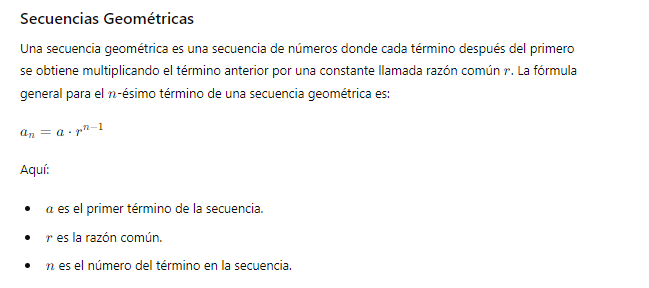 Secuencias Geométricas
Una secuencia geométrica es una secuencia de números donde cada término después del primero
se obtiene multiplicando el término anterior por una constante llamada razón común r. La fórmula
general para el n-ésimo término de una secuencia geométrica es:
aₙ = a · rⁿ⁻¹
Aquí:
• a es el primer término de la secuencia.
• r es la razón común.
• n es el número del término en la secuencia.